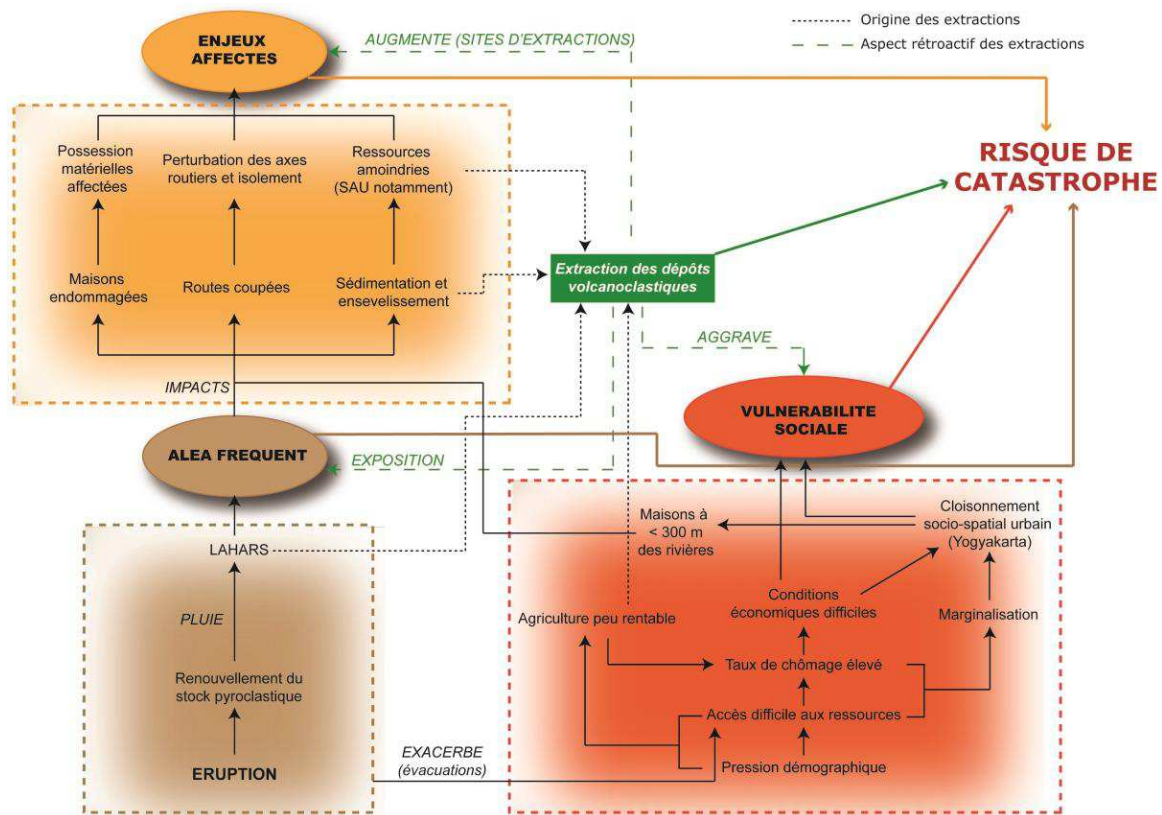 Origine des extractions
Aspect rétroactif des extractions
ENJEUX
AFFECTES
AUGMENTE (SITES D'EXTRACTIONS)
RISQUE DE
CATASTROPHE
Possession
matérielles
affectées
Perturbation des axes
routiers et isolement
Ressources
amoindries
(SAU notamment)
Maisons
endommagées
Routes coupées
Sédimentation et
ensevelissement
Extraction des dépôts
volcanoclastiques
IMPACTS
AGGRAVE
VULNERABILITE
SOCIALE
ALEA FREQUENT
EXPOSITION
LAHARS
PLUIE
Renouvellement du
stock pyroclastique
ERUPTION
EXACERBE
(évacuations)
Maisons à
< 300 m
des rivières
Cloisonnement
socio-spatial urbain
(Yogyakarta)
Agriculture peu rentable
Conditions
économiques difficiles
Marginalisation
Taux de chômage élevé
Accès difficile aux ressources
Pression démographique